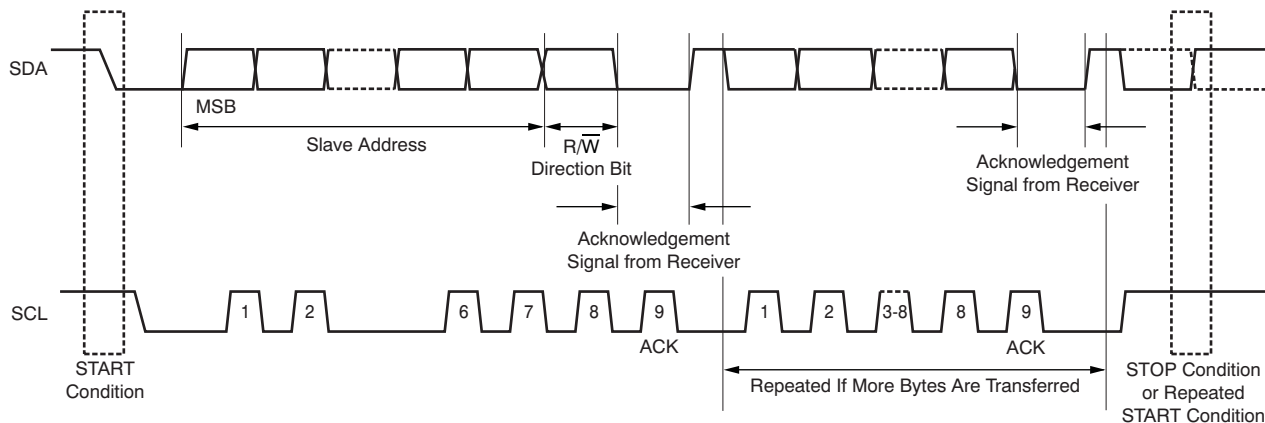 SDA
MSB
Slave Address
R/W̅
Direction Bit
Acknowledgement
Signal from Receiver
Acknowledgement
Signal from Receiver
SCL
1
2
6
7
8
9
1
2
3-8
8
9
ACK
ACK
START
Condition
Repeated If More Bytes Are Transferred
STOP Condition
or Repeated
START Condition